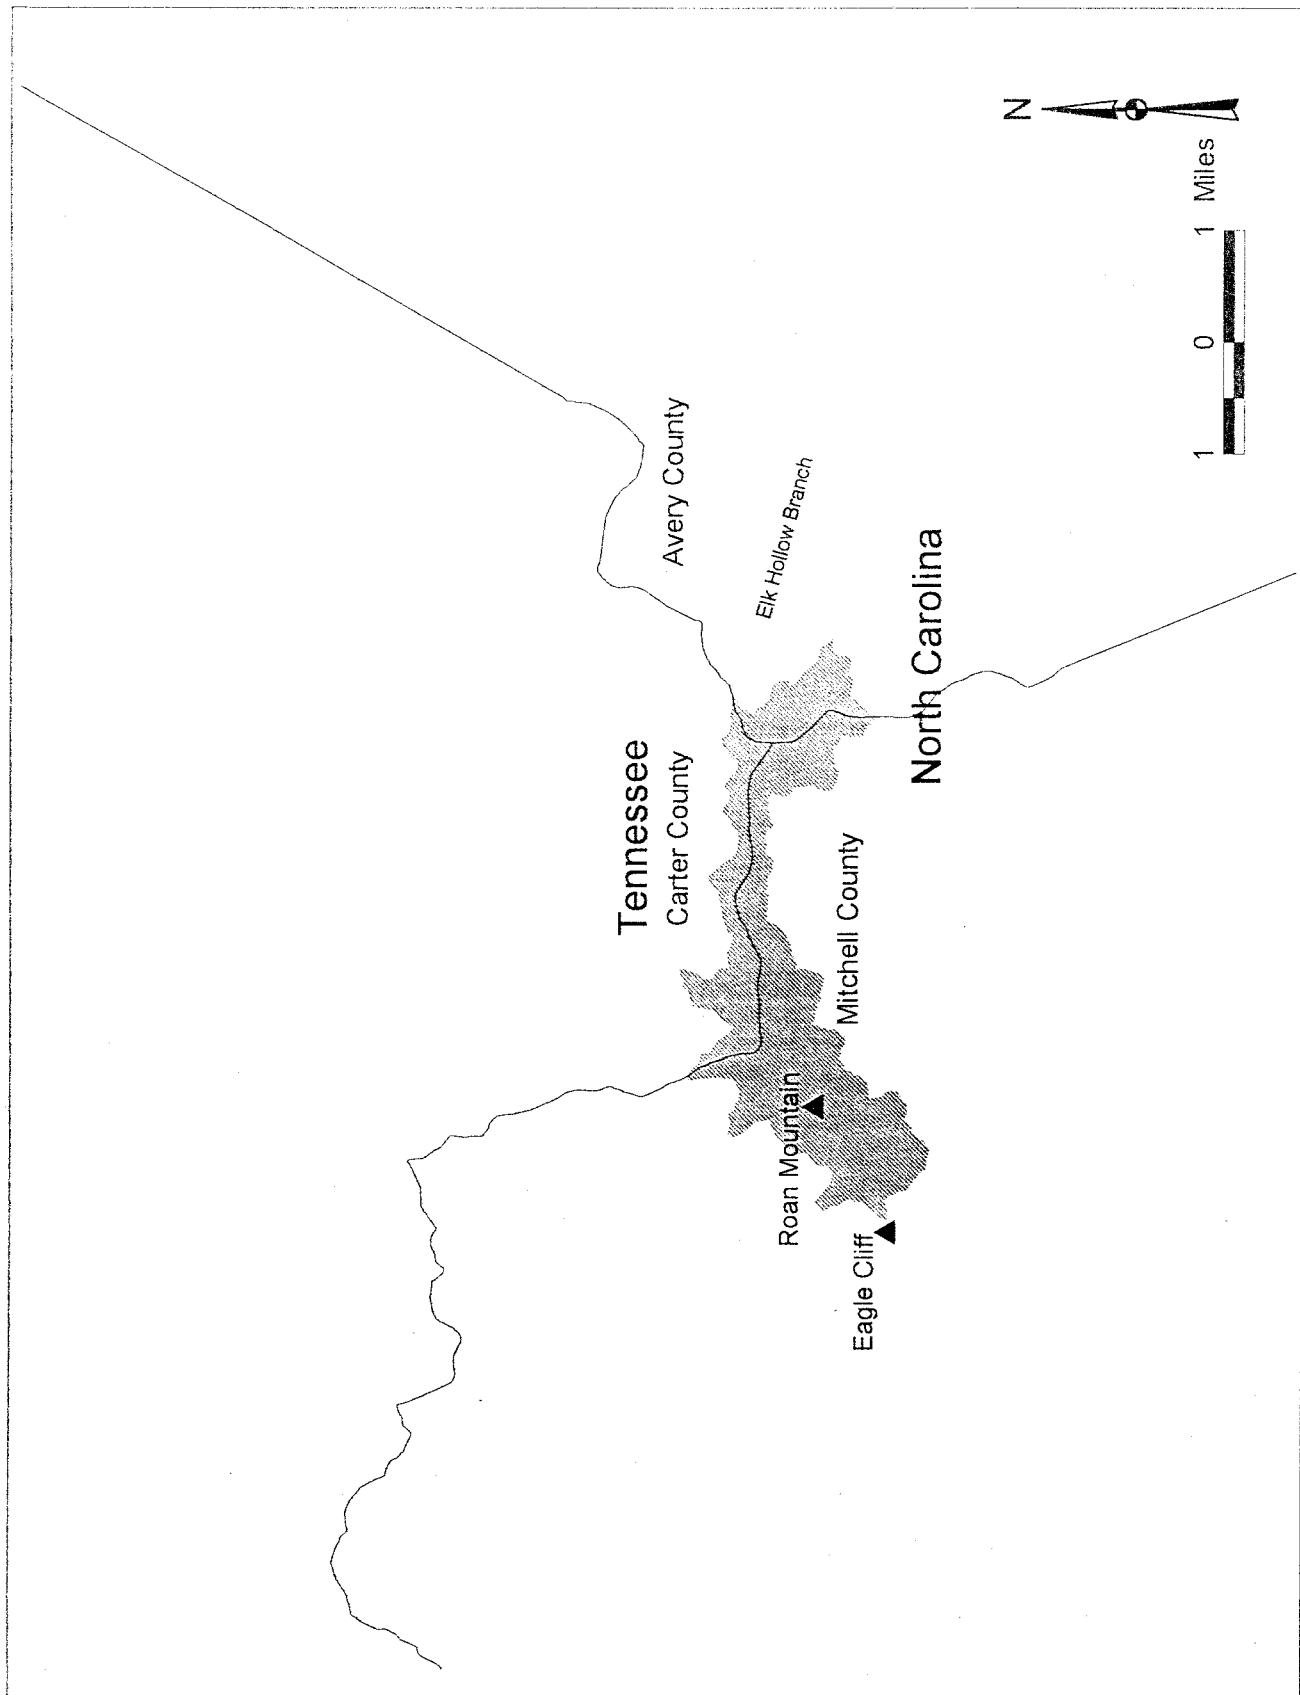 Tennessee
Carter County
Avery County
Elk Hollow Branch
Roan Mountain
Mitchell County
Eagle Cliff
North Carolina
N
1 0 1 Miles